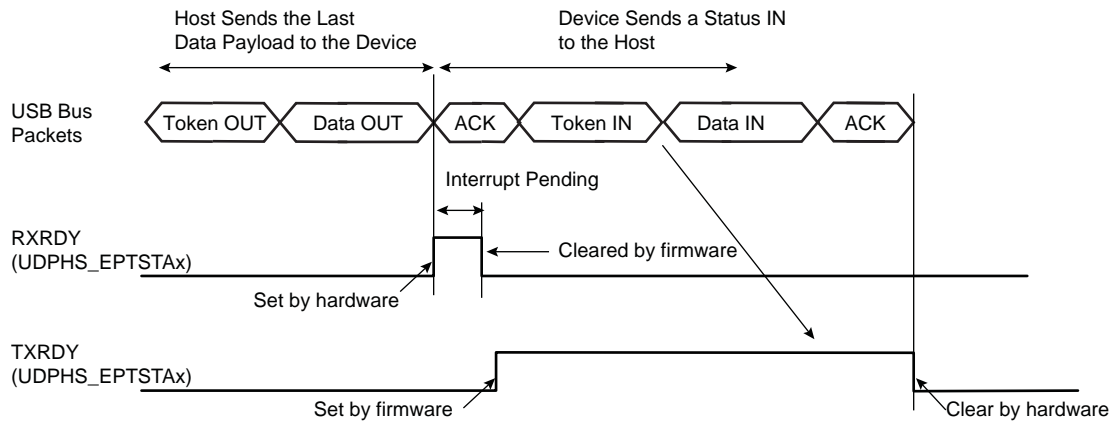 Host Sends the Last
Data Payload to the Device
Device Sends a Status IN
to the Host
USB Bus
Packets
Token OUT
Data OUT
ACK
Token IN
Data IN
ACK
Interrupt Pending
RXRDY
(UDPHS_EPTSTAx)
Cleared by firmware
Set by hardware
TXRDY
(UDPHS_EPTSTAx)
Set by firmware
Clear by hardware